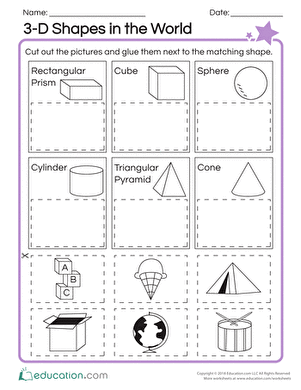 Name: Date:
3-D Shapes in the World
Cut out the pictures and glue them next to the matching shape.
Rectangular
Prism
Cube
Sphere
Cylinder
Triangular
Pyramid
Cone
A
B
C
education.com
Copyright © 2018 Education.com LLC All Rights Reserved
More worksheets at www.education.com/worksheets